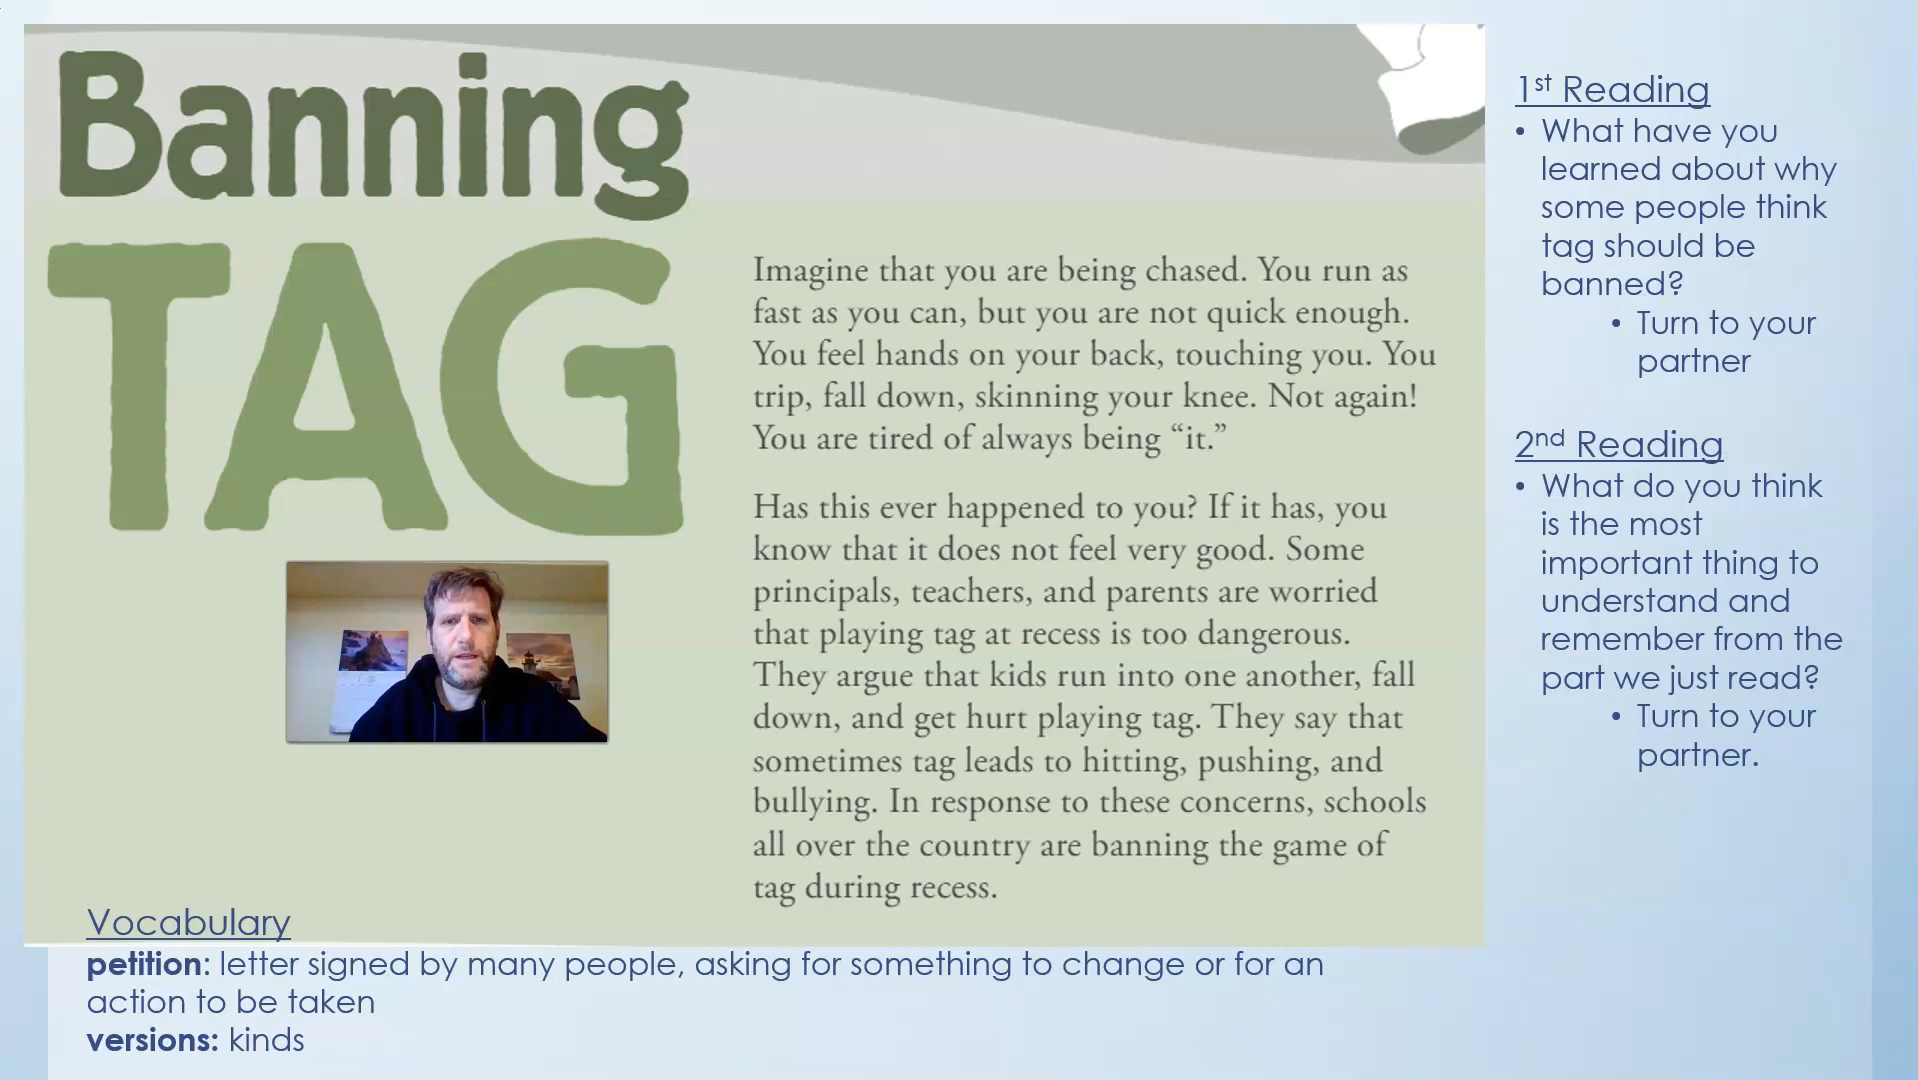 Banning
TAG
Imagine that you are being chased. You run as
fast as you can, but you are not quick enough.
You feel hands on your back, touching you. You
trip, fall down, skinning your knee. Not again!
You are tired of always being “it.”
Has this ever happened to you? If it has, you
know that it does not feel very good. Some
principals, teachers, and parents are worried
that playing tag at recess is too dangerous.
They argue that kids run into one another, fall
down, and get hurt playing tag. They say that
sometimes tag leads to hitting, pushing, and
bullying. In response to these concerns, schools
all over the country are banning the game of
tag during recess.
Vocabulary
petition: letter signed by many people, asking for something to change or for an
action to be taken
versions: kinds
1st Reading
• What have you
learned about why
some people think
tag should be
banned?
• Turn to your
partner
2nd Reading
• What do you think
is the most
important thing to
understand and
remember from the
part we just read?
• Turn to your
partner.